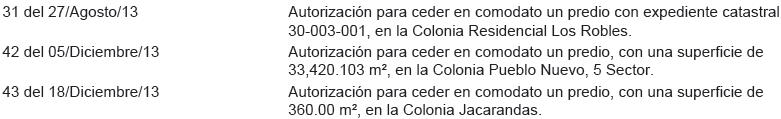 31 del 27/Agosto/13 Autorización para ceder en comodato un predio con expediente catastral
30-003-001, en la Colonia Residencial Los Robles.
42 del 05/Diciembre/13 Autorización para ceder en comodato un predio, con una superficie de
33,420.103 m², en la Colonia Pueblo Nuevo, 5 Sector.
43 del 18/Diciembre/13 Autorización para ceder en comodato un predio, con una superficie de
360.00 m², en la Colonia Jacarandas.